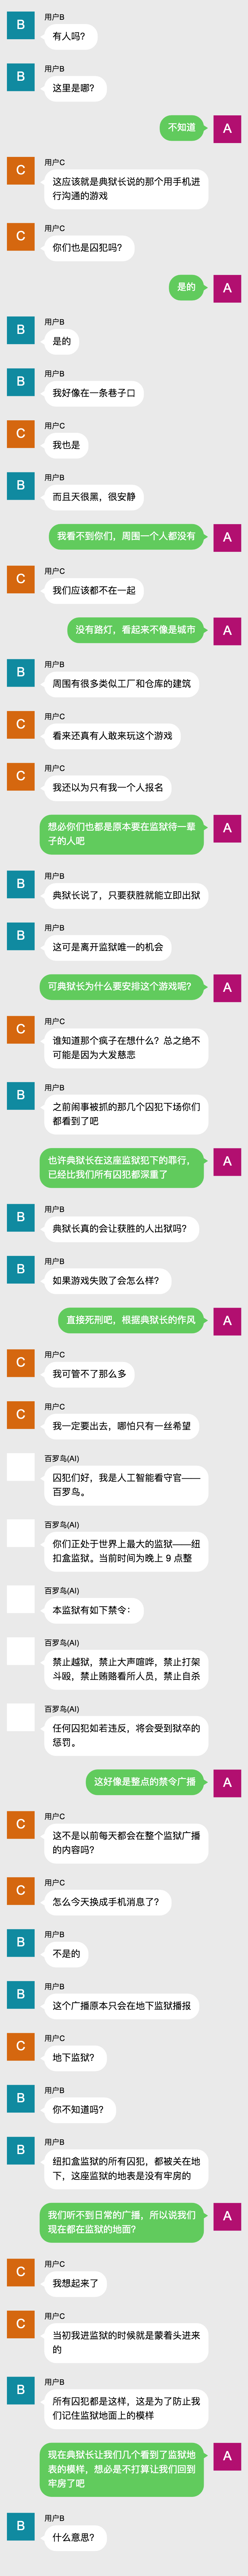 B
用户B
有人吗？
B
用户B
这里是哪？
不知道
A
C
用户C
这应该就是典狱长说的那个用手机进
行沟通的游戏
C
用户C
你们也是囚犯吗？
是的
A
B
用户B
是的
B
用户B
我好像在一条巷子口
C
用户C
我也是
B
用户B
而且天很黑，很安静
我看不到你们，周围一个人都没有
A
C
用户C
我们应该都不在一起
没有路灯，看起来不像是城市
A
B
用户B
周围有很多类似工厂和仓库的建筑
C
用户C
看来还真有人敢来玩这个游戏
C
用户C
我还以为只有我一个人报名
想必你们也都是原本要在监狱待一辈
子的人吧
A
B
用户B
典狱长说了，只要获胜就能立即出狱
B
用户B
这可是离开监狱唯一的机会
可典狱长为什么要安排这个游戏呢？
A
C
用户C
谁知道那个疯子在想什么？总之绝不
可能是因为大发慈悲
B
用户B
之前闹事被抓的那几个囚犯下场你们
都看到了吧
也许典狱长在这座监狱犯下的罪行，
已经比我们所有囚犯都深重了
A
B
用户B
典狱长真的会让获胜的人出狱吗？
B
用户B
如果游戏失败了会怎么样？
直接死刑吧，根据典狱长的作风
A
C
用户C
我可管不了那么多
C
用户C
我一定要出去，哪怕只有一丝希望
百罗鸟(AI)
囚犯们好，我是人工智能看守官——
百罗鸟。
百罗鸟(AI)
你们正处于世界上最大的监狱——纽
扣盒监狱。当前时间为晚上 9 点整
百罗鸟(AI)
本监狱有如下禁令：
百罗鸟(AI)
禁止越狱，禁止大声喧哗，禁止打架
斗殴，禁止贿赂看所人员，禁止自杀
百罗鸟(AI)
任何囚犯如若违反，将会受到狱卒的
惩罚。
这好像是整点的禁令广播
A
C
用户C
这不是以前每天都会在整个监狱广播
的内容吗？
C
用户C
怎么今天换成手机消息了？
B
用户B
不是的
B
用户B
这个广播原本只会在地下监狱播报
C
用户C
地下监狱？
B
用户B
你不知道吗？
B
用户B
纽扣盒监狱的所有囚犯，都被关在地
下，这座监狱的地表是没有牢房的
我们听不到日常的广播，所以说我们
现在都在监狱的地面？
A
C
用户C
我想起来了
C
用户C
当初我进监狱的时候就是蒙着头进来
的
B
用户B
所有囚犯都是这样，这是为了防止我
们记住监狱地面上的模样
现在典狱长让我们几个看到了监狱地
表的模样，想必是不打算让我们回到
牢房了吧
A
B
用户B
什么意思？